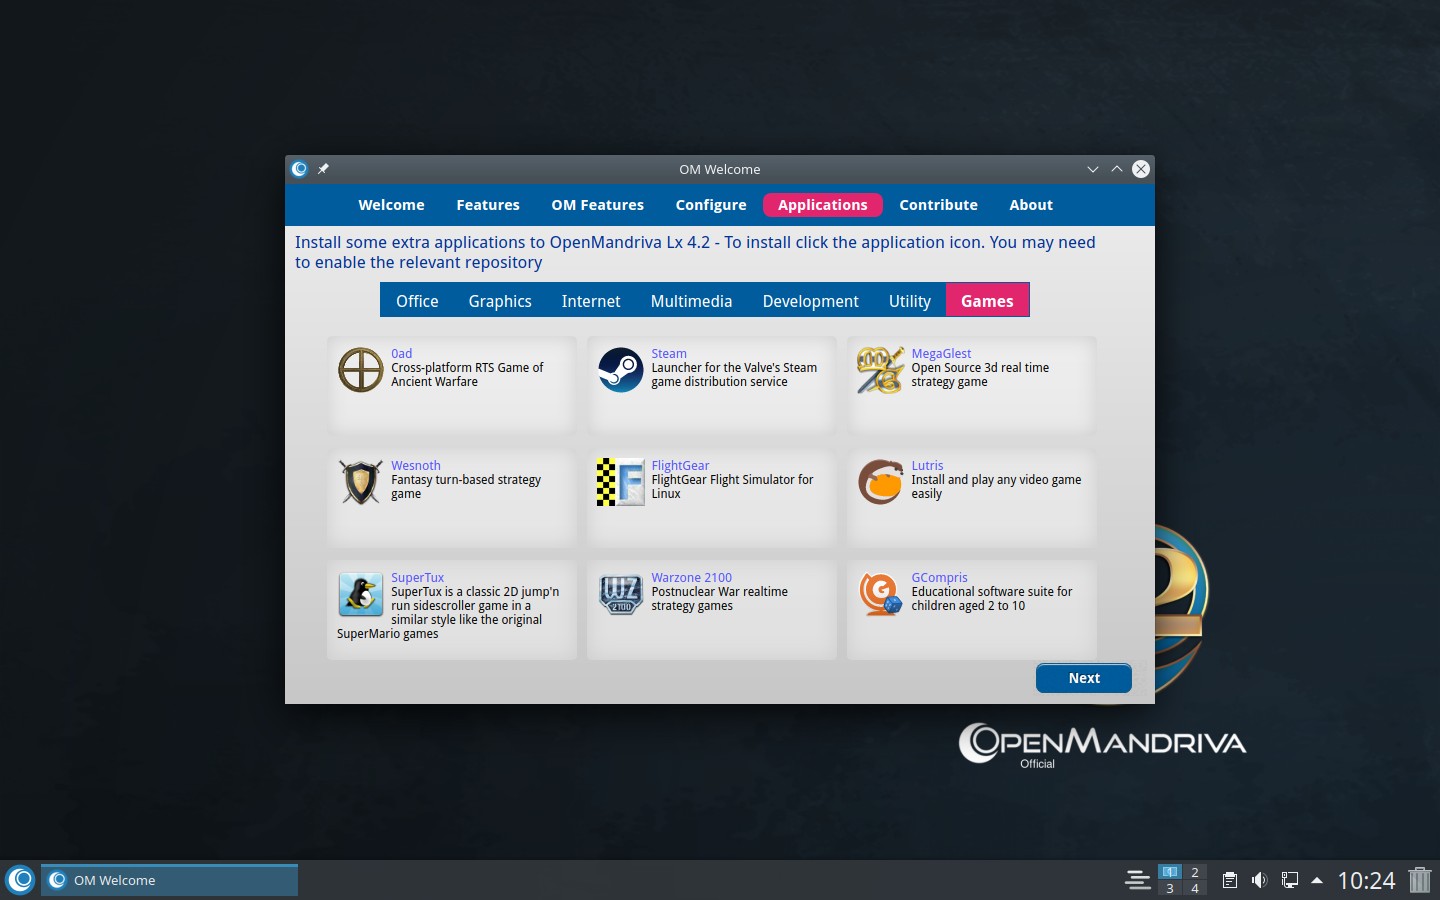 OM Welcome
Welcome Features OM Features Configure Applications Contribute About
Install some extra applications to OpenMandriva Lx 4.2 - To install click the application icon. You may need
to enable the relevant repository
Office Graphics Internet Multimedia Development Utility Games
0ad
Cross-platform RTS Game of
Ancient Warfare
Steam
Launcher for the Valve's Steam
game distribution service
MegaGlest
Open Source 3d real time
strategy game
Wesnoth
Fantasy turn-based strategy
game
FlightGear
FlightGear Flight Simulator for
Linux
Lutris
Install and play any video game
easily
SuperTux
SuperTux is a classic 2D jump'n
run sidescroller game in a
similar style like the original
SuperMario games
WZ
2100
Warzone 2100
Postnuclear War realtime
strategy games
G
GCompris
Educational software suite for
children aged 2 to 10
Next
2
OPENMANDRIVA
Official
OM Welcome
1 2
3 4
10:24